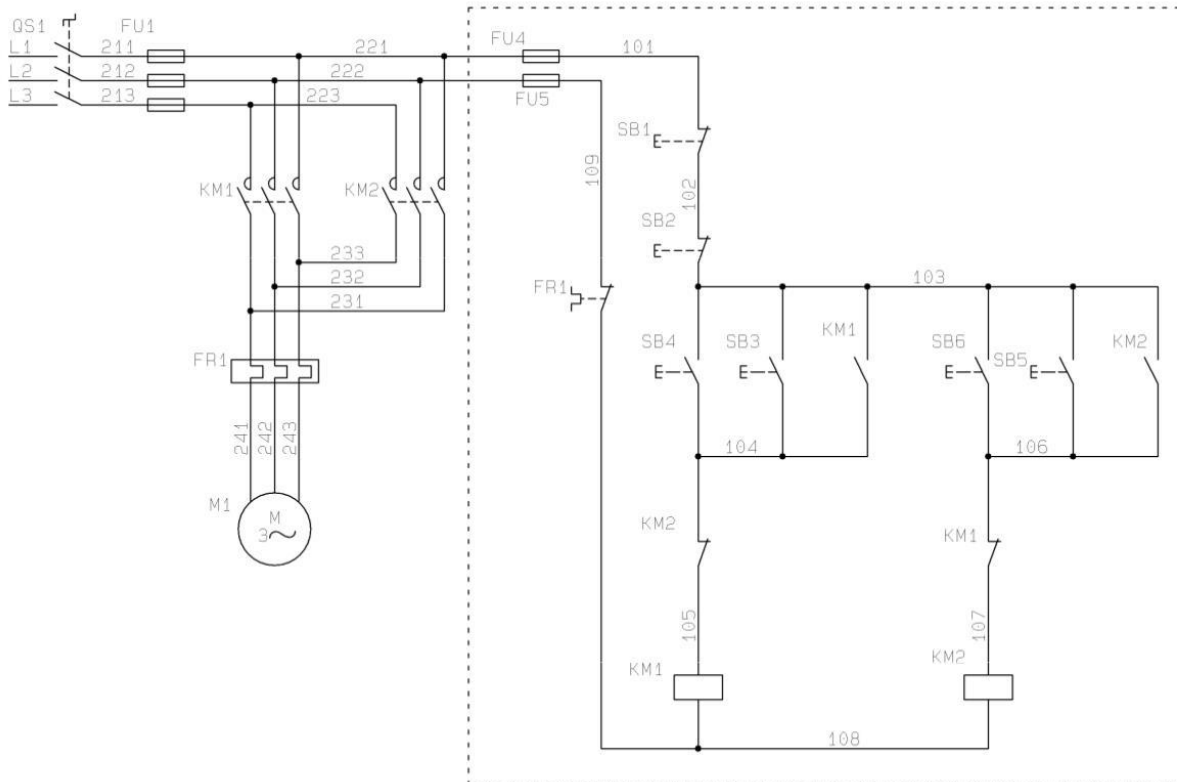 QS1 FU1
L1 211 221 FU4 101
L2 212 222
L3 213 223 FU5
SB1
109
KM1 KM2 102
SB2
233
232 FR1 103
231
SB4 SB3 KM1 SB6 SB5 KM2
FR1
241 242 243 104 106
M1 M
3~ KM2 KM1
105 107
KM1 KM2
108